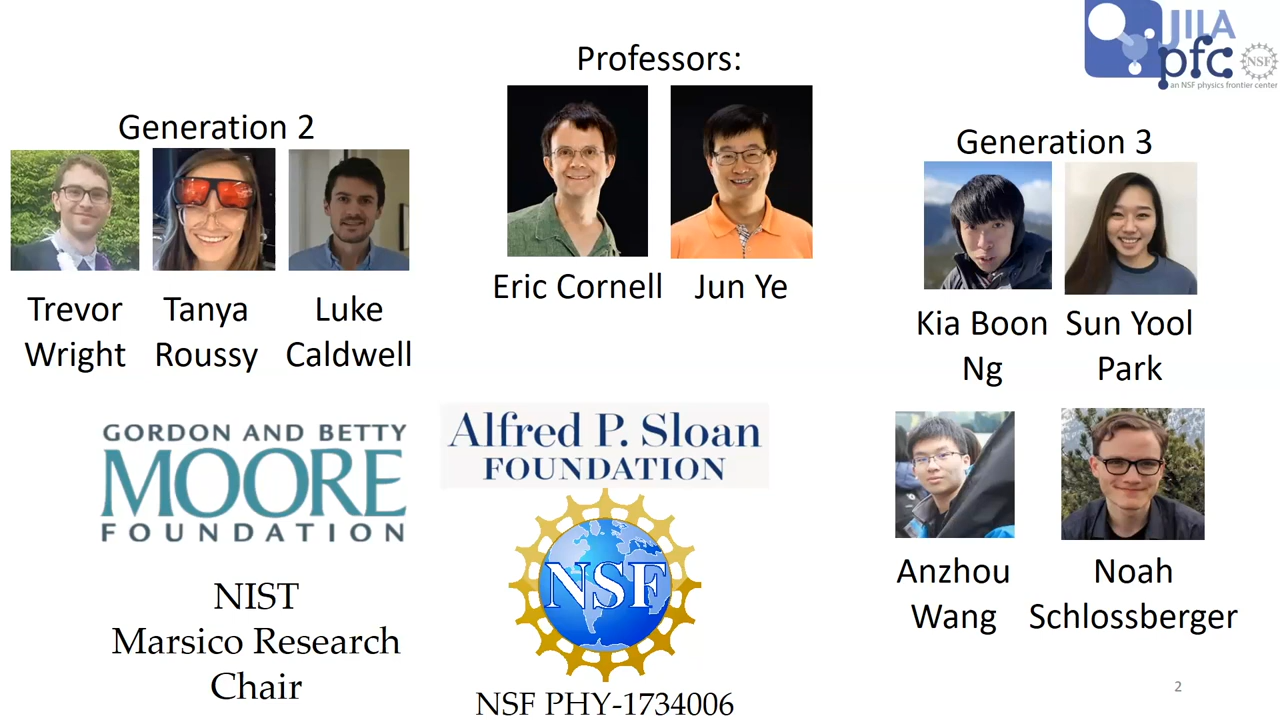 JILA
pfc
NSF
an NSF physics frontier center
Professors:
Eric Cornell
Jun Ye
Generation 2
Trevor
Wright
Tanya
Roussy
Luke
Caldwell
Generation 3
Kia Boon
Ng
Sun Yool
Park
Anzhou
Wang
Noah
Schlossberger
GORDON AND BETTY
MOORE
FOUNDATION
Alfred P. Sloan
FOUNDATION
NSF
NIST
Marsico Research
Chair
NSF PHY-1734006
2